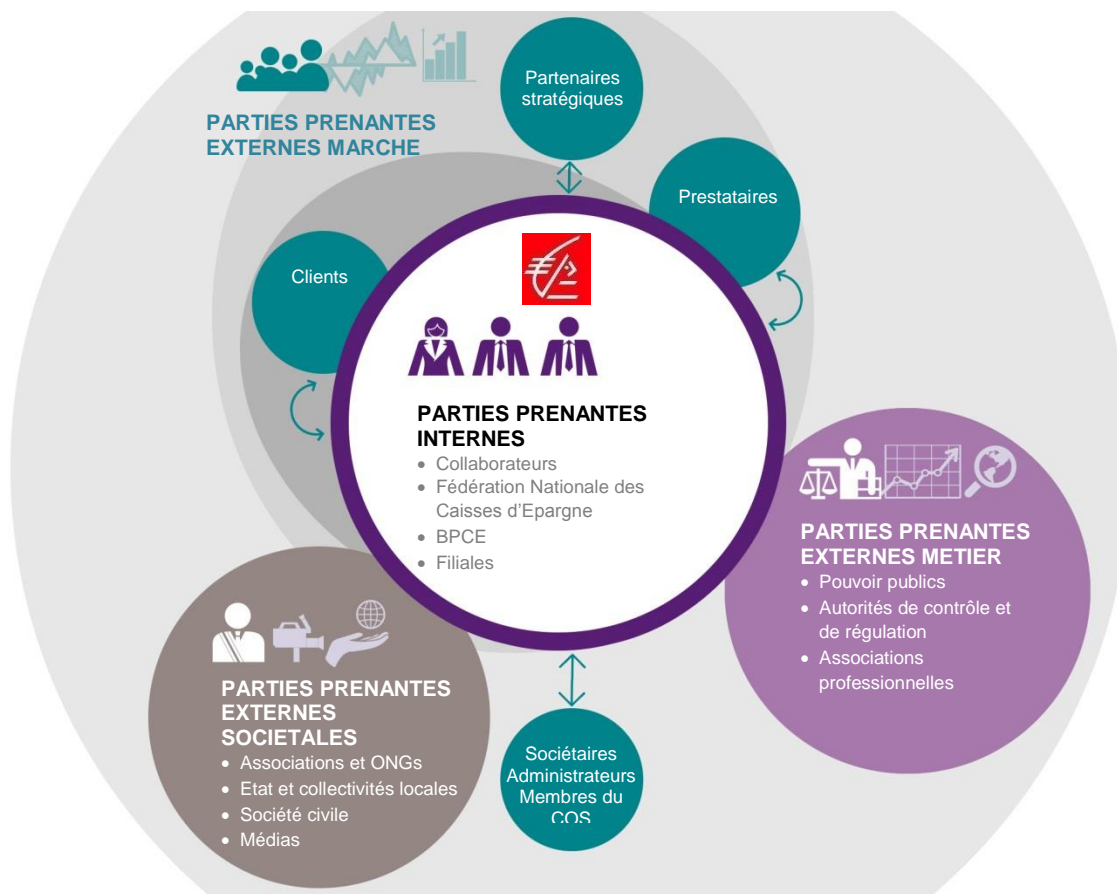 Partenaires
stratégiques
PARTIES PRENANTES
EXTERNES MARCHE
Prestataires
Clients
PARTIES PRENANTES
INTERNES
• Collaborateurs
• Fédération Nationale des
Caisses d’Epargne
• BPCE
• Filiales
PARTIES PRENANTES
EXTERNES METIER
• Pouvoir publics
• Autorités de contrôle et
de régulation
• Associations
professionnelles
PARTIES PRENANTES
EXTERNES
SOCIETALES
• Associations et ONGs
• Etat et collectivités locales
• Société civile
• Médias
Sociétaires
Administrateurs
Membres du
COS